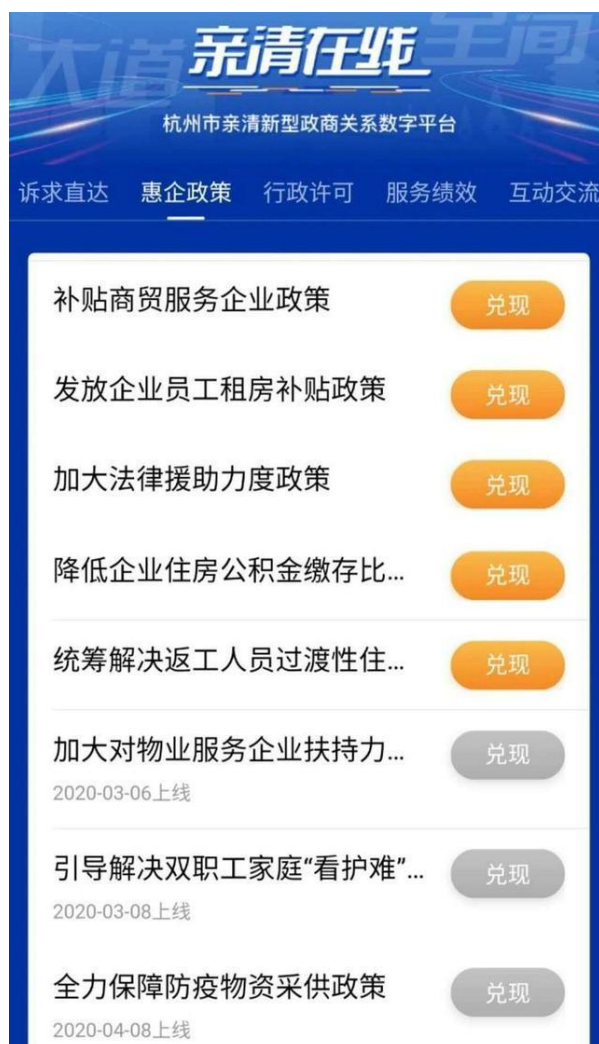 亲清在线
杭州市亲清新型政商关系数字平台
诉求直达 惠企政策 行政许可 服务绩效 互动交流
补贴商贸服务企业政策 兑现
发放企业员工租房补贴政策 兑现
加大法律援助力度政策 兑现
降低企业住房公积金缴存比... 兑现
统筹解决返工人员过渡性住... 兑现
加大对物业服务企业扶持力... 兑现
2020-03-06上线
引导解决双职工家庭“看护难”... 兑现
2020-03-08上线
全力保障防疫物资采供政策 兑现
2020-04-08上线